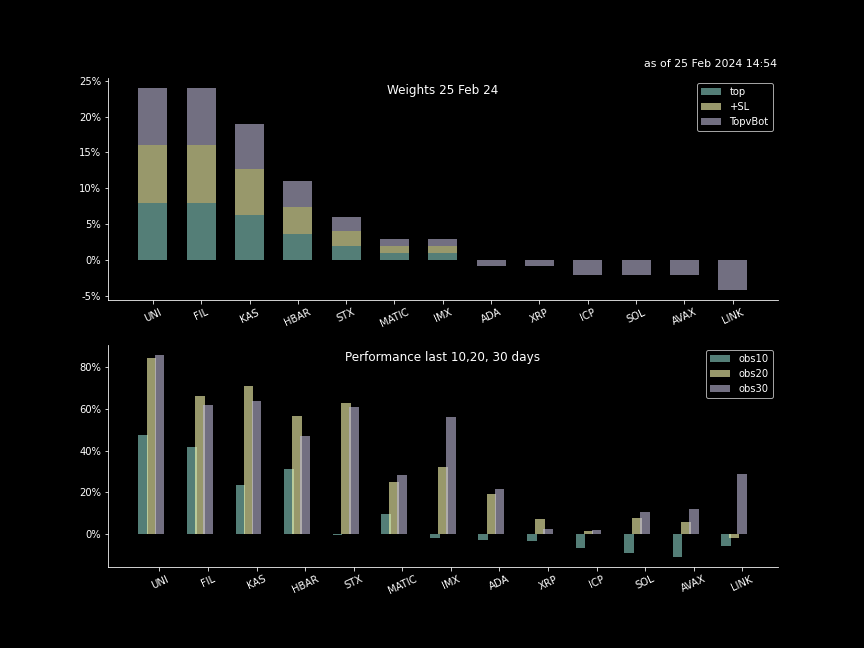 as of 25 Feb 2024 14:54
Weights 25 Feb 24
top
+SL
TopvBot
25%
20%
15%
10%
5%
0%
-5%
UNI FIL KAS HBAR STX MATIC IMX ADA XRP ICP SOL AVAX LINK
Performance last 10,20, 30 days
obs10
obs20
obs30
80%
60%
40%
20%
0%
UNI FIL KAS HBAR STX MATIC IMX ADA XRP ICP SOL AVAX LINK